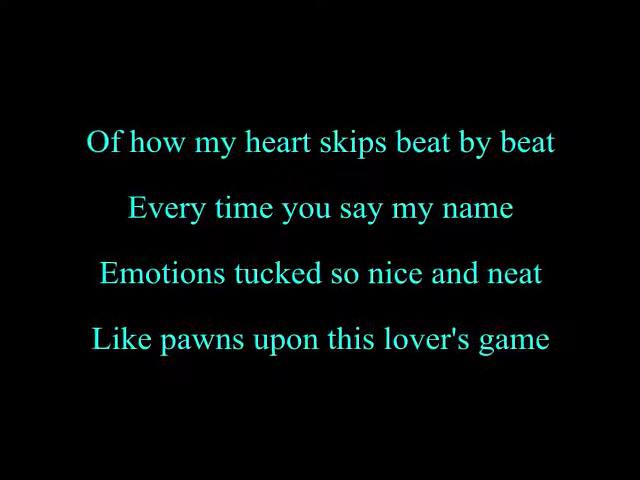 Of how my heart skips beat by beat
Every time you say my name
Emotions tucked so nice and neat
Like pawns upon this lover's game